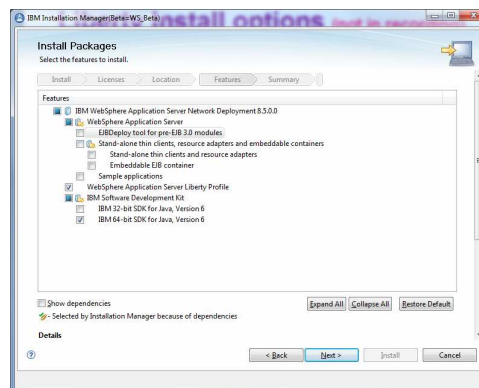 IBM Installation Manager(Beta=WS_Beta)
Liberty install options
Install Packages
Select the features to install.
Install Licenses Location Features Summary
Features
IBM WebSphere Application Server Network Deployment 8.5.0.0
WebSphere Application Server
EJBDeploy tool for pre-EJB 3.0 modules
Stand-alone thin clients, resource adapters and embeddable containers
Stand-alone thin clients and resource adapters
Embeddable EJB container
Sample applications
WebSphere Application Server Liberty Profile
IBM Software Development Kit
IBM 32-bit SDK for Java, Version 6
IBM 64-bit SDK for Java, Version 6
Show dependencies
Expand All Collapse All Restore Default
- Selected by Installation Manager because of dependencies
Details
< Back Next > Install Cancel